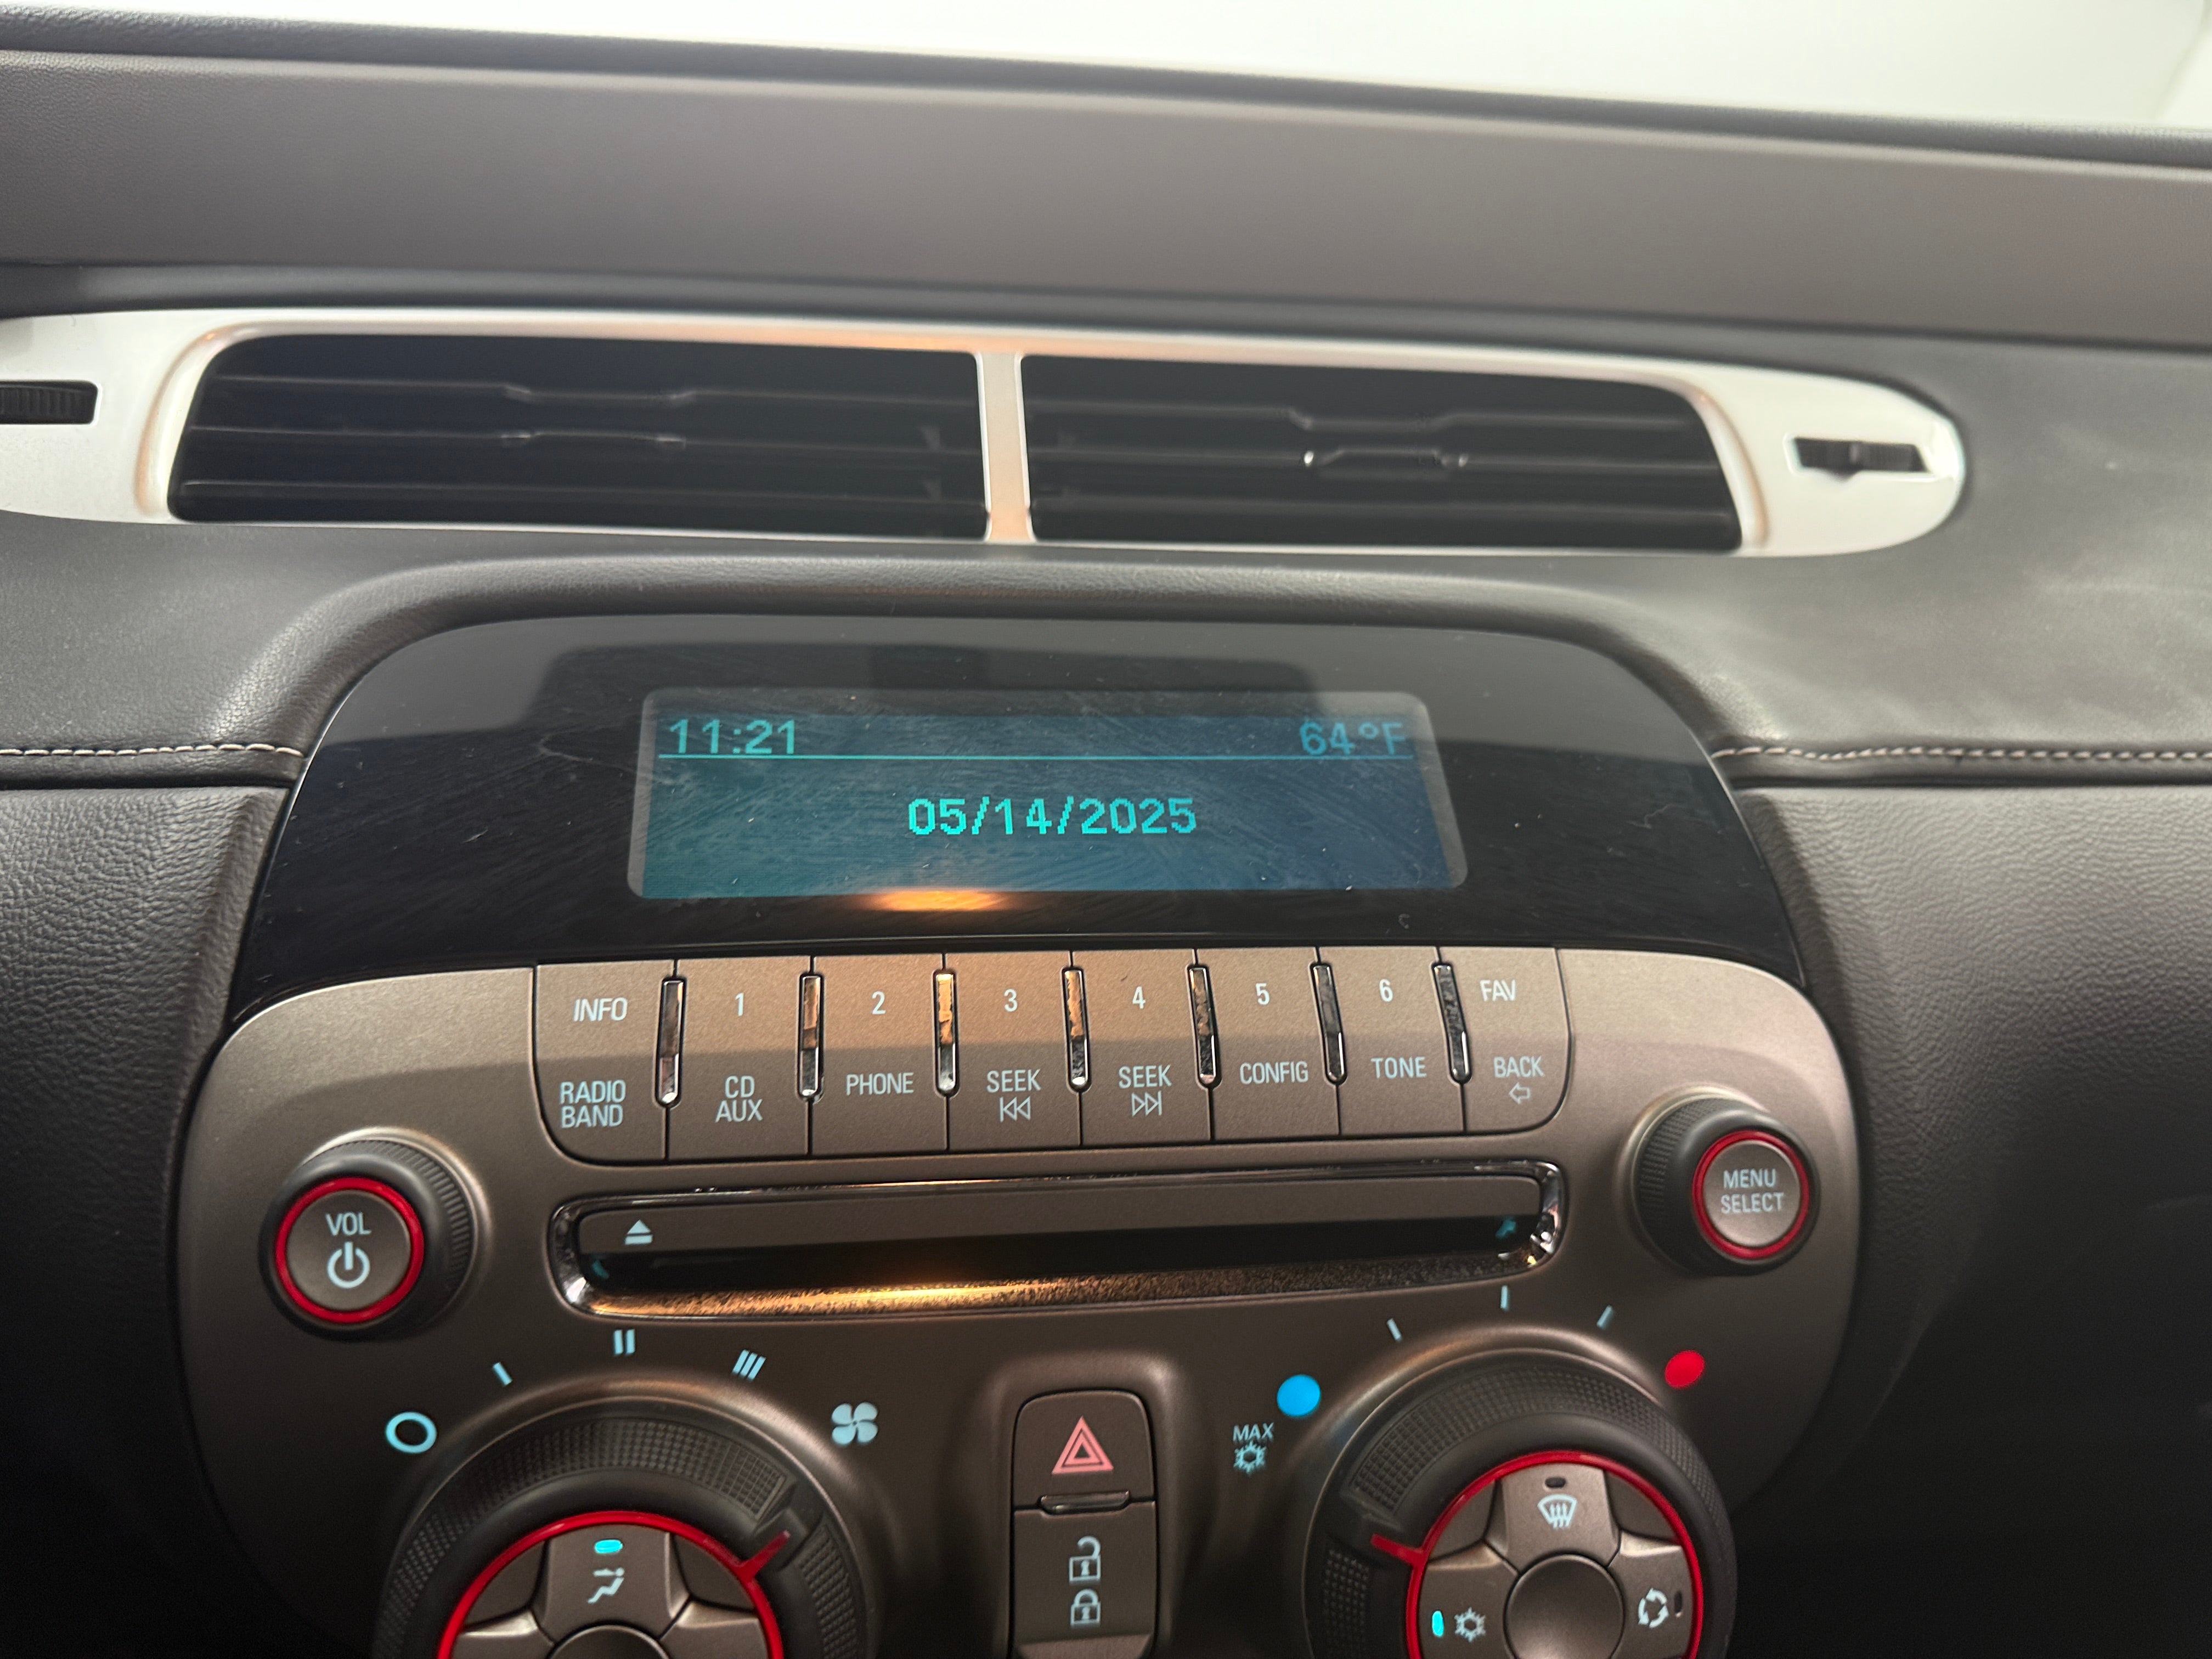 11:21 64°F
05/14/2025
INFO 1 2 3 4 5 6 FAV
RADIO BAND CD AUX PHONE SEEK SEEK CONFIG TONE BACK
VOL
MENU
SELECT
MAX